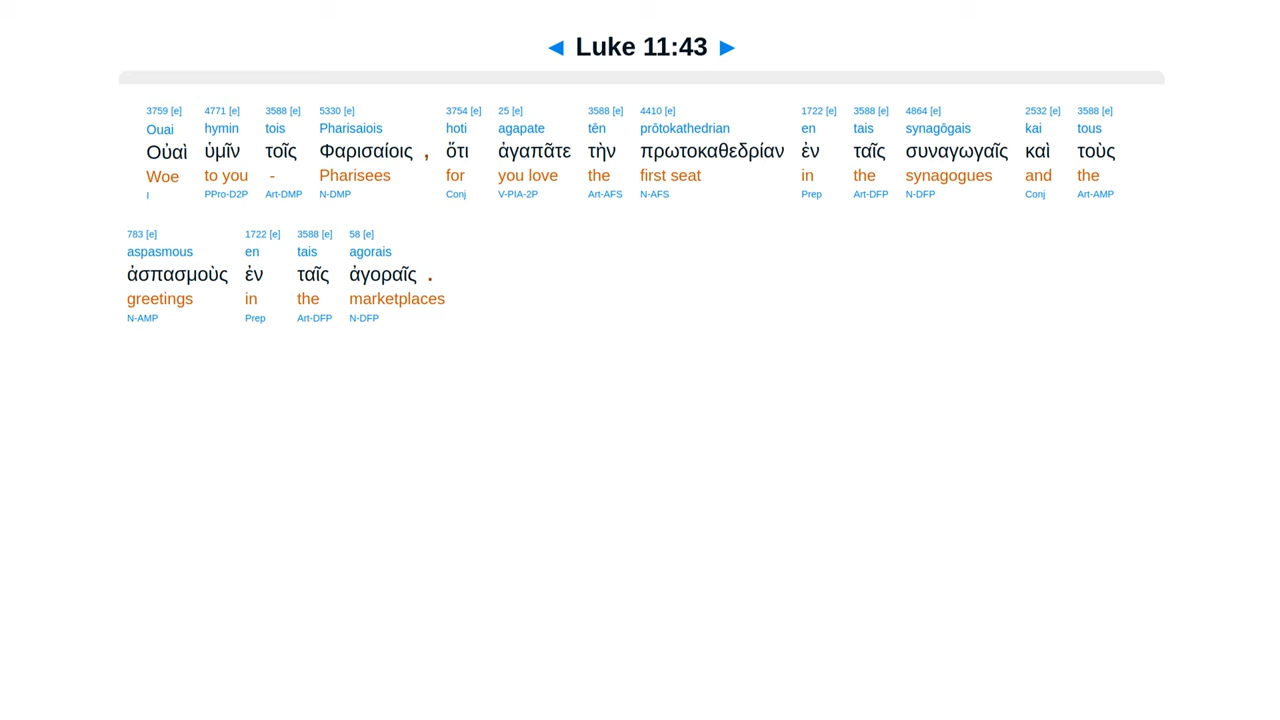 ◄ Luke 11:43 ►
3759 [e] 4771 [e] 3588 [e] 5330 [e] 3754 [e] 25 [e] 3588 [e] 4410 [e] 1722 [e] 3588 [e] 4864 [e] 2532 [e] 3588 [e]
Ouai hymin tois Pharisaiois hoti agapate tēn prōtokathedrian en tais synagōgais kai tous
Οὐαὶ ὑμῖν τοῖς Φαρισαίοις , ὅτι ἀγαπᾶτε τὴν πρωτοκαθεδρίαν ἐν ταῖς συναγωγαῖς καὶ τοὺς
Woe to you - Pharisees for you love the first seat in the synagogues and the
I PPro-D2P Art-DMP N-DMP Conj V-PIA-2P Art-AFS N-AFS Prep Art-DFP N-DFP Conj Art-AMP
783 [e] 1722 [e] 3588 [e] 58 [e]
aspasmous en tais agorais
ἀσπασμοὺς ἐν ταῖς ἀγοραῖς .
greetings in the marketplaces
N-AMP Prep Art-DFP N-DFP